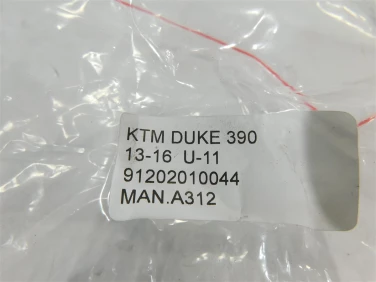 KTM DUKE 390
13-16 U-11
91202010044
MAN.A312